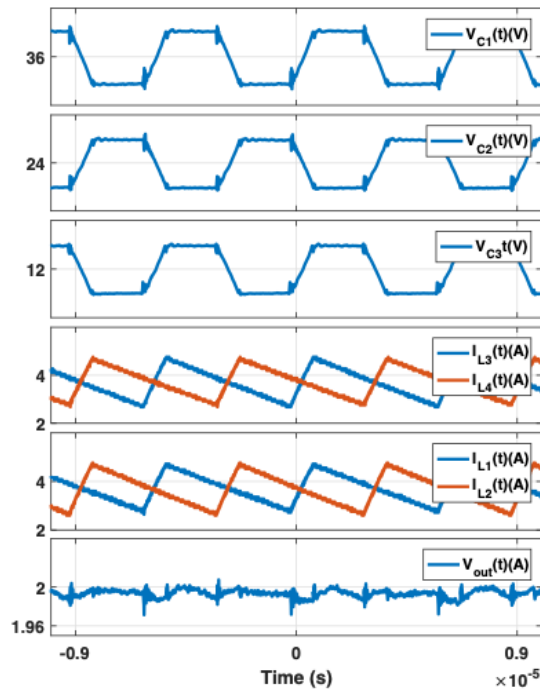 36
V_C1(t)(V)
24
V_C2(t)(V)
12
V_C3t(V)
4
2
I_L3(t)(A)
I_L4(t)(A)
4
2
I_L1(t)(A)
I_L2(t)(A)
2
1.96
V_out(t)(A)
-0.9 0 0.9
Time (s) ×10^-5